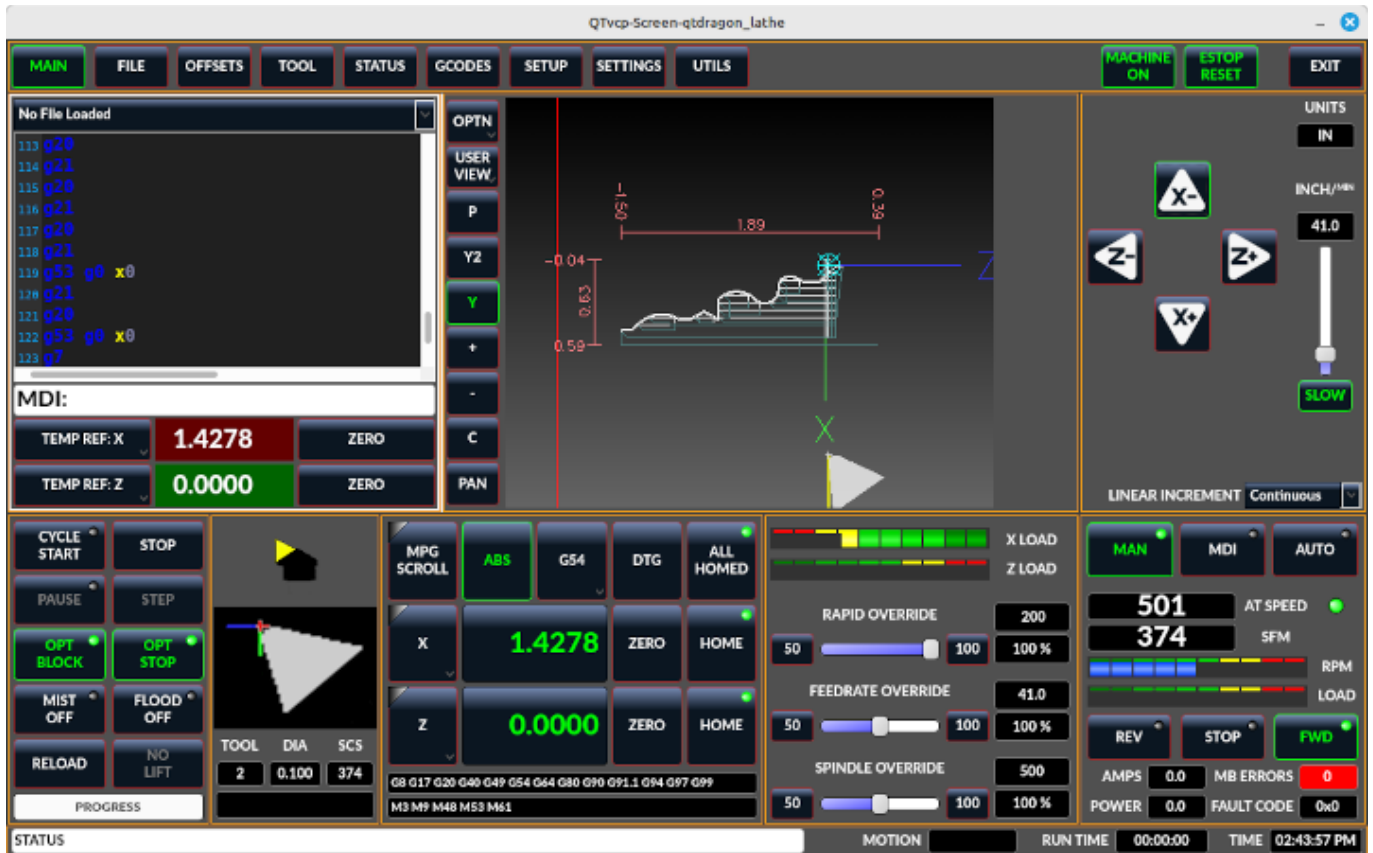 QTvcp-Screen-qtdragon_lathe
MAIN FILE OFFSETS TOOL STATUS GCODES SETUP SETTINGS UTILS MACHINE ON ESTOP RESET EXIT
No File Loaded
113 g20
114 g21
115 g20
116 g21
117 g20
118 g21
119 g53 g0 x0
120 g21
121 g20
122 g53 g0 x0
123 g7
MDI:
TEMP REF: X 1.4278 ZERO
TEMP REF: Z 0.0000 ZERO
OPTN
USER VIEW
P
Y2
Y
+
-
C
PAN
-1.50
1.89
0.39
-0.04
0.63
0.59
Z
X
UNITS
IN
X-
INCH/MIN
41.0
Z-
Z+
X+
SLOW
LINEAR INCREMENT Continuous
CYCLE START
STOP
PAUSE
STEP
OPT BLOCK
OPT STOP
MIST OFF
FLOOD OFF
RELOAD
NO LIFT
PROGRESS
TOOL DIA SCS
2 0.100 374
MPG SCROLL ABS G54 DTG ALL HOMED
X 1.4278 ZERO HOME
Z 0.0000 ZERO HOME
G8 G17 G20 G40 G49 G54 G64 G80 G90 G91.1 G94 G97 G99
M3 M9 M48 M53 M61
X LOAD
Z LOAD
RAPID OVERRIDE 200
50 100 100 %
FEEDRATE OVERRIDE 41.0
50 100 100 %
SPINDLE OVERRIDE 500
50 100 100 %
MAN MDI AUTO
501 AT SPEED
374 SFM
RPM
LOAD
REV STOP FWD
AMPS 0.0 MB ERRORS 0
POWER 0.0 FAULT CODE 0x0
STATUS MOTION RUN TIME 00:00:00 TIME 02:43:57 PM